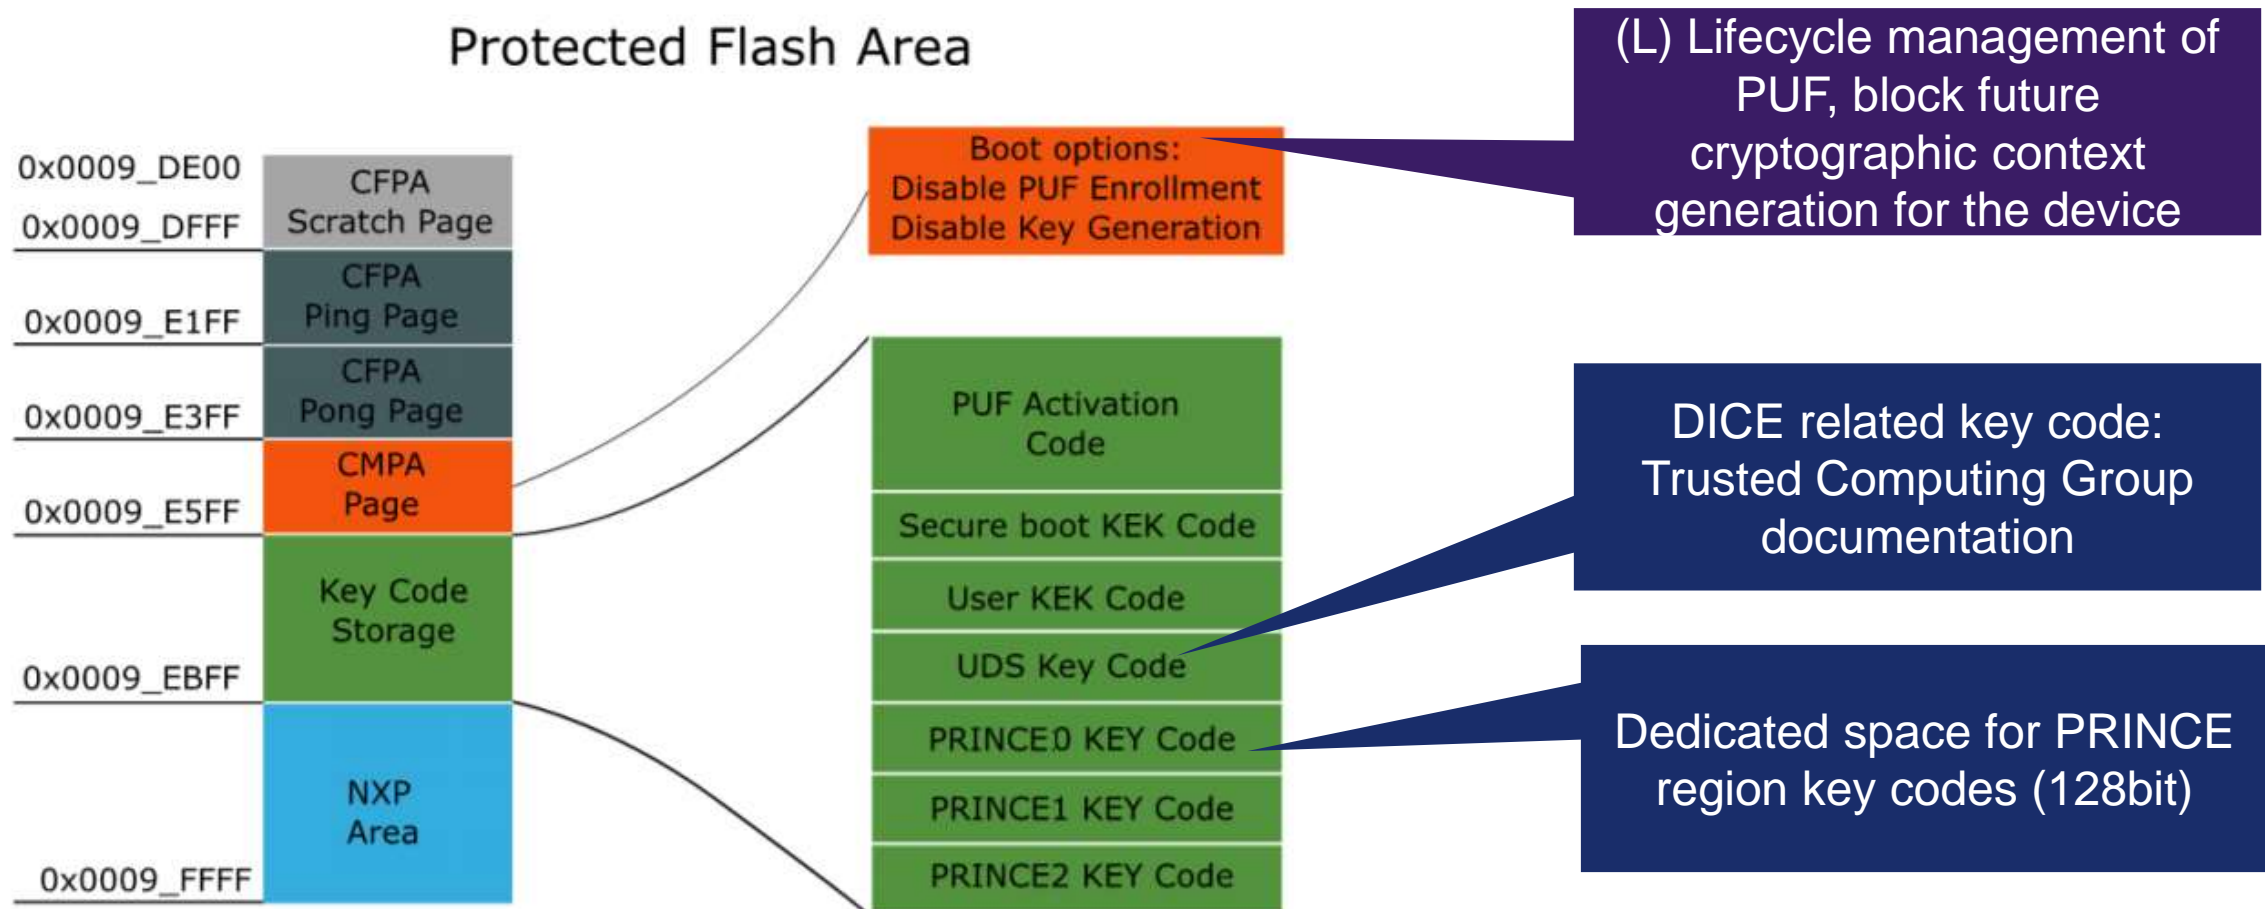 Protected Flash Area
0x0009_DE00
0x0009_DFFF
0x0009_E1FF
0x0009_E3FF
0x0009_E5FF
0x0009_EBFF
0x0009_FFFF
CFPA
Scratch Page
CFPA
Ping Page
CFPA
Pong Page
CMPA
Page
Key Code
Storage
NXP
Area
Boot options:
Disable PUF Enrollment
Disable Key Generation
PUF Activation
Code
Secure boot KEK Code
User KEK Code
UDS Key Code
PRINCE0 KEY Code
PRINCE1 KEY Code
PRINCE2 KEY Code
(L) Lifecycle management of
PUF, block future
cryptographic context
generation for the device
DICE related key code:
Trusted Computing Group
documentation
Dedicated space for PRINCE
region key codes (128bit)